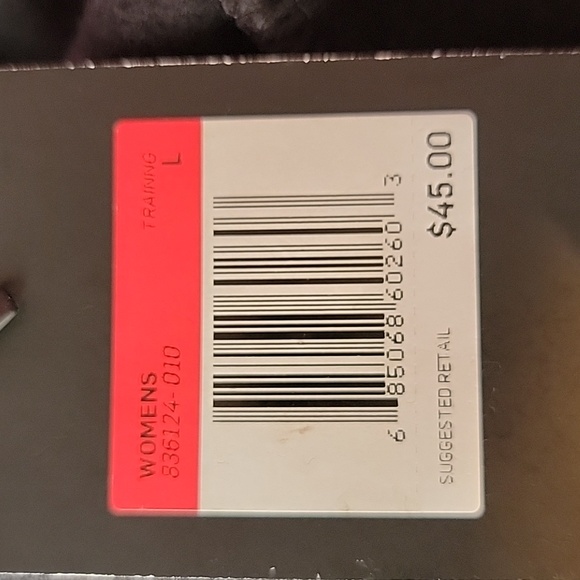 WOMENS TRAINING
836124-010 L
6 85068 60260 3
SUGGESTED RETAIL $45.00